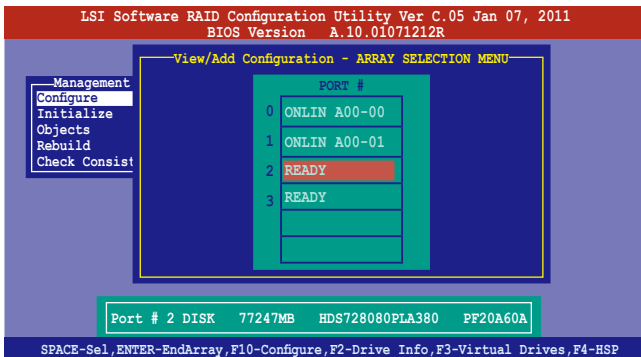 LSI Software RAID Configuration Utility Ver C.05 Jan 07, 2011
BIOS Version A.10.01071212R
View/Add Configuration - ARRAY SELECTION MENU
Management
Configure
Initialize
Objects
Rebuild
Check Consist
PORT #
0 ONLIN A00-00
1 ONLIN A00-01
2 READY
3 READY
Port # 2 DISK 77247MB HDS728080PLA380 PF20A60A
SPACE-Sel,ENTER-EndArray,F10-Configure,F2-Drive Info,F3-Virtual Drives,F4-HSP